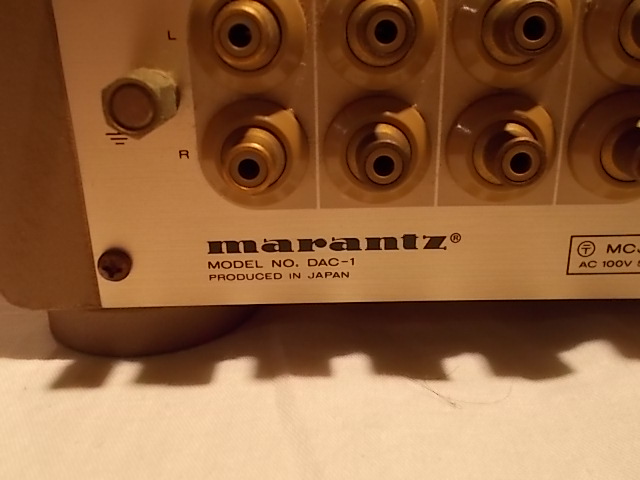 L
R
marantz®
MODEL NO. DAC-1
PRODUCED IN JAPAN
MC
AC 100V